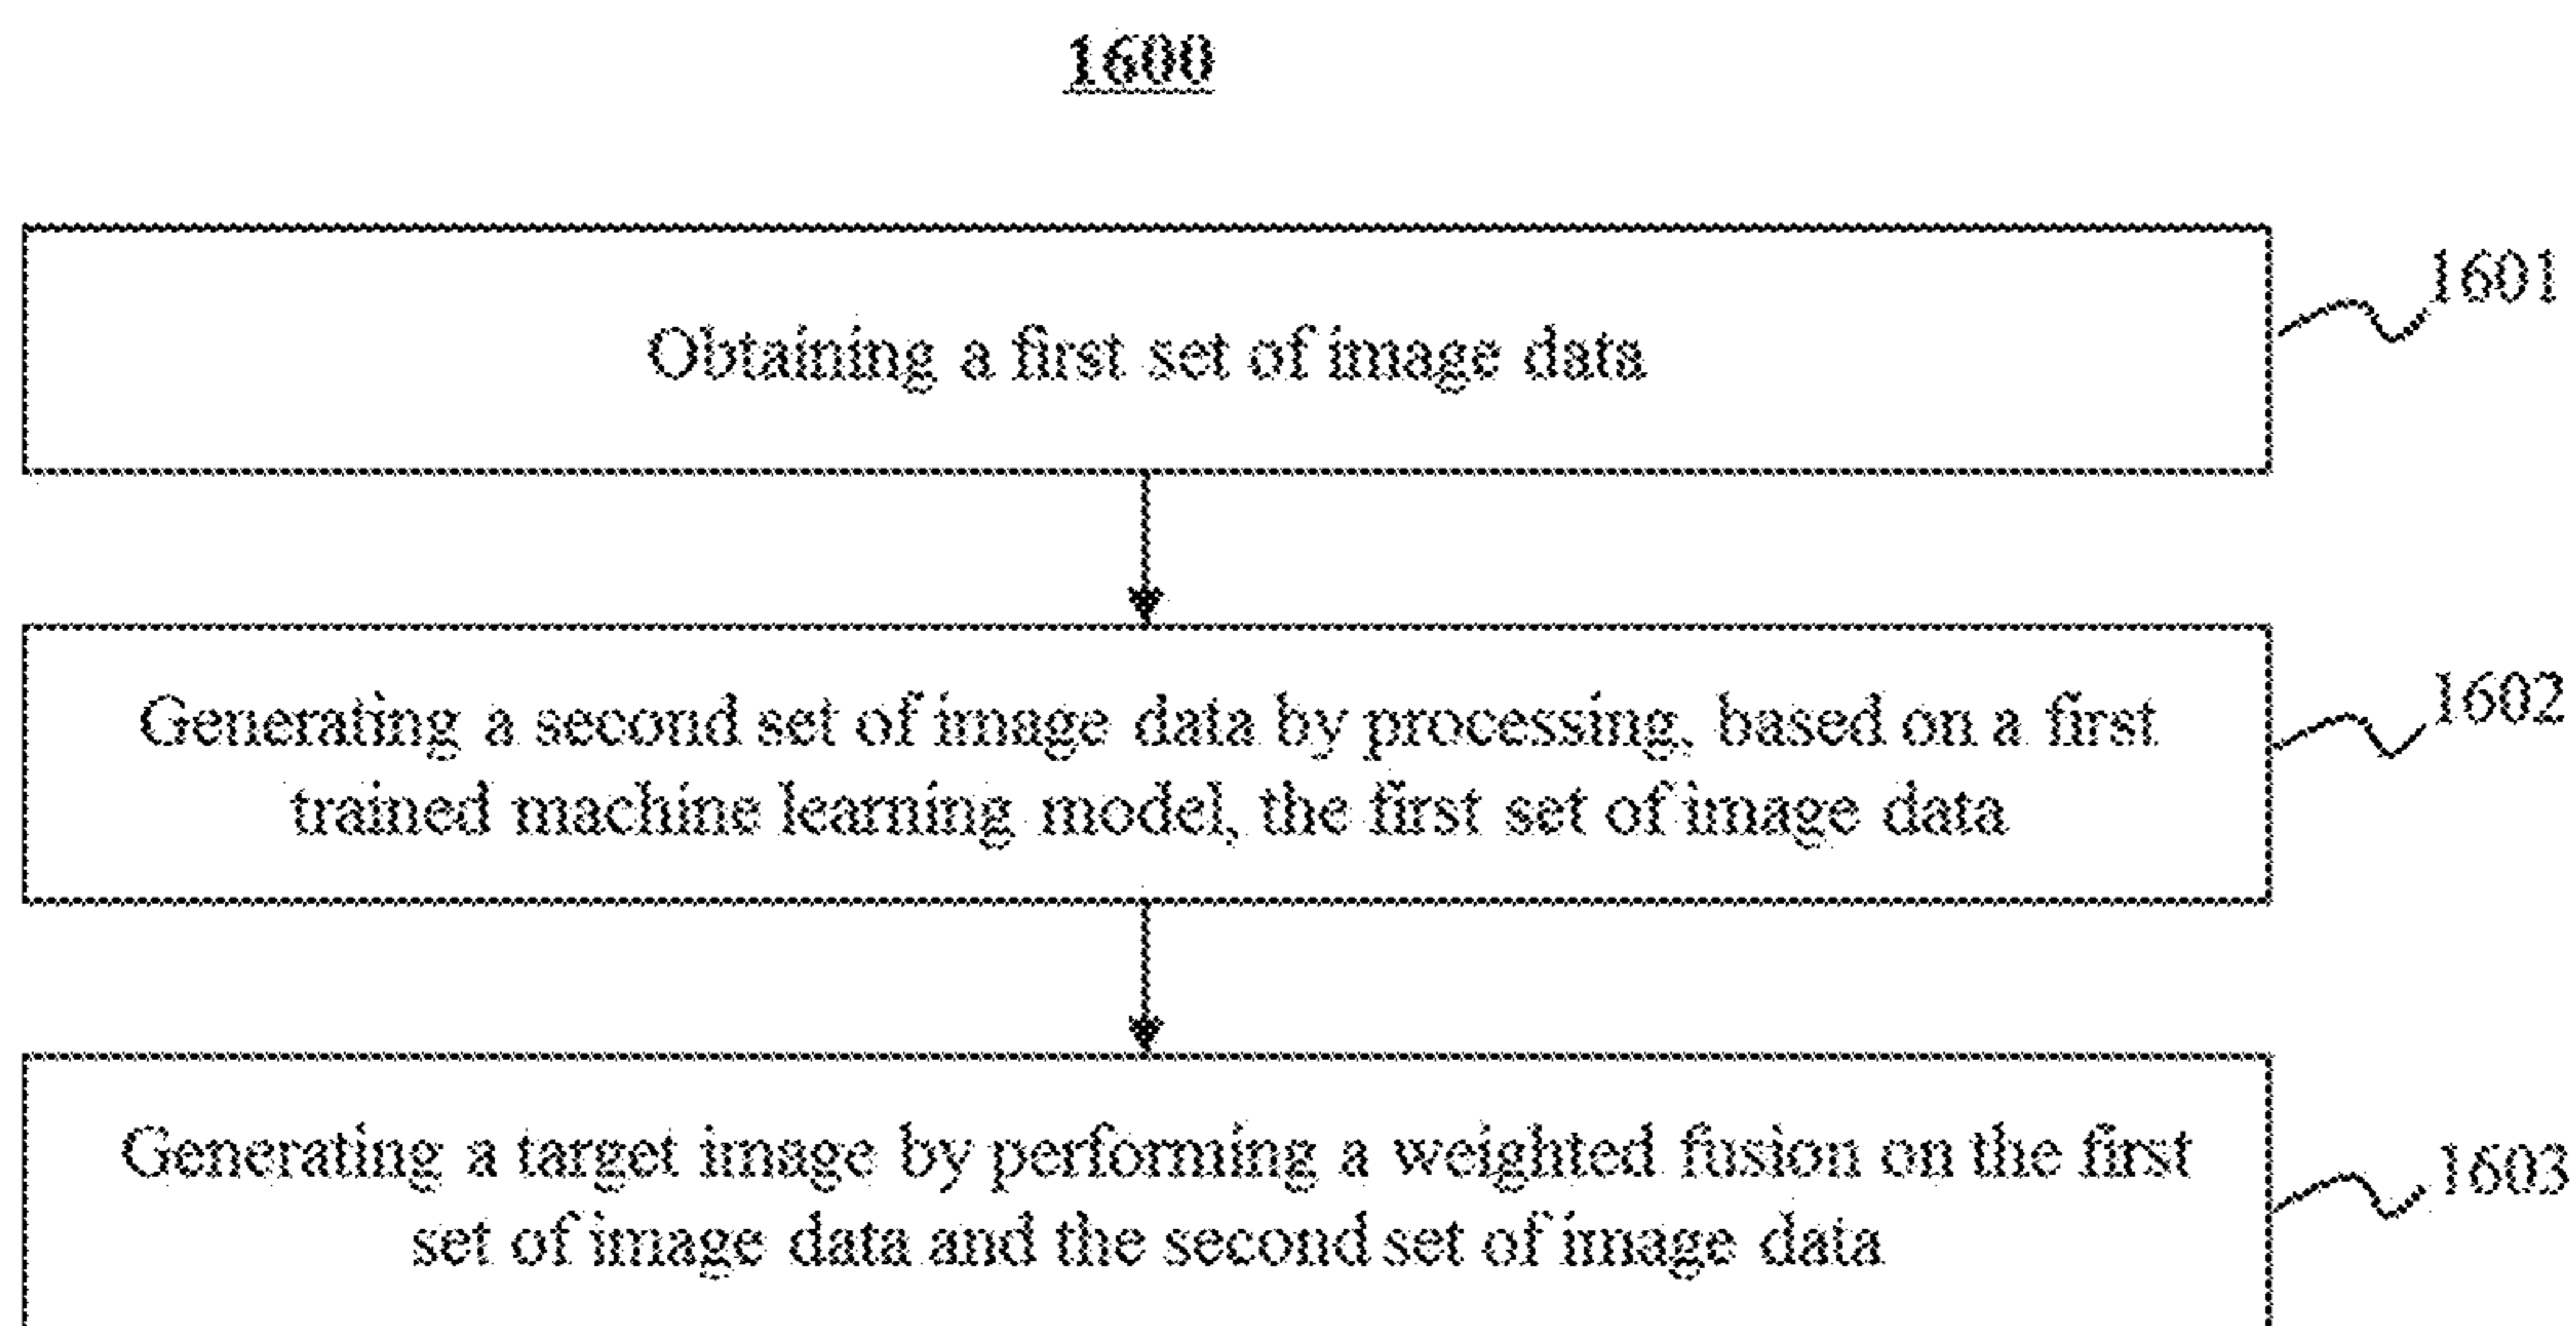 1600
Obtaining a first set of image data
1601
Generating a second set of image data by processing, based on a first
trained machine learning model, the first set of image data
1602
Generating a target image by performing a weighted fusion on the first
set of image data and the second set of image data
1603